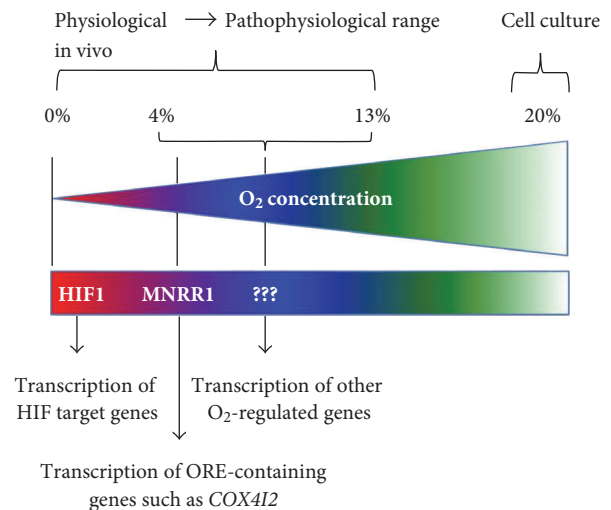 Physiological → Pathophysiological range
in vivo
Cell culture
0%
4%
13%
20%
O₂ concentration
HIF1
MNRR1
???
Transcription of
HIF target genes
Transcription of other
O₂-regulated genes
Transcription of ORE-containing
genes such as COX4I2